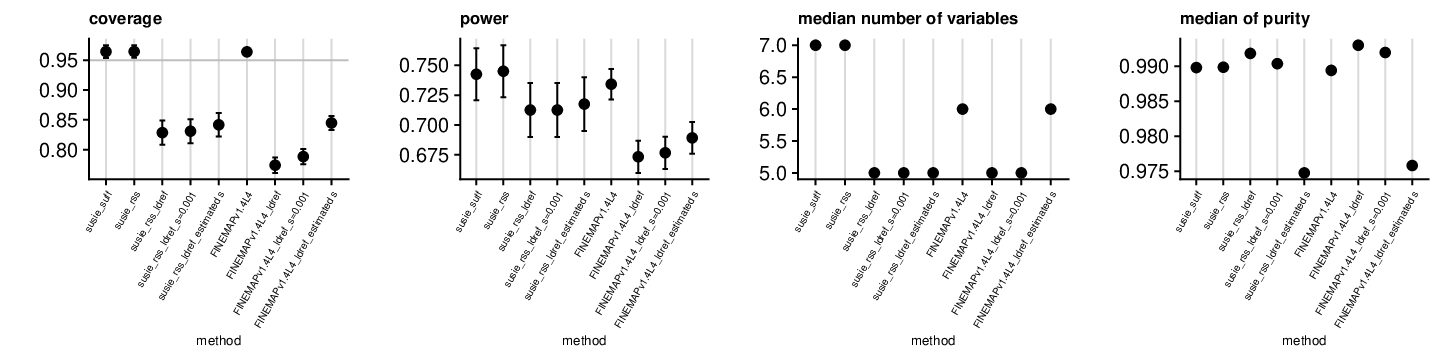 coverage
0.95
0.90
0.85
0.80
susie_suff
susie_rss
susie_rss_ldref
susie_rss_ldref_s=0.001
susie_rss_ldref_estimated.s
FINEMAPv1.4L4
FINEMAPv1.4L4_ldref
FINEMAPv1.4L4_ldref_s=0.001
FINEMAPv1.4L4_ldref_estimated.s
method
power
0.750
0.725
0.700
0.675
susie_suff
susie_rss
susie_rss_ldref
susie_rss_ldref_s=0.001
susie_rss_ldref_estimated.s
FINEMAPv1.4L4
FINEMAPv1.4L4_ldref
FINEMAPv1.4L4_ldref_s=0.001
FINEMAPv1.4L4_ldref_estimated.s
method
median number of variables
7.0
6.5
6.0
5.5
5.0
susie_suff
susie_rss
susie_rss_ldref
susie_rss_ldref_s=0.001
susie_rss_ldref_estimated.s
FINEMAPv1.4L4
FINEMAPv1.4L4_ldref
FINEMAPv1.4L4_ldref_s=0.001
FINEMAPv1.4L4_ldref_estimated.s
method
median of purity
0.990
0.985
0.980
0.975
susie_suff
susie_rss
susie_rss_ldref
susie_rss_ldref_s=0.001
susie_rss_ldref_estimated.s
FINEMAPv1.4L4
FINEMAPv1.4L4_ldref
FINEMAPv1.4L4_ldref_s=0.001
FINEMAPv1.4L4_ldref_estimated.s
method